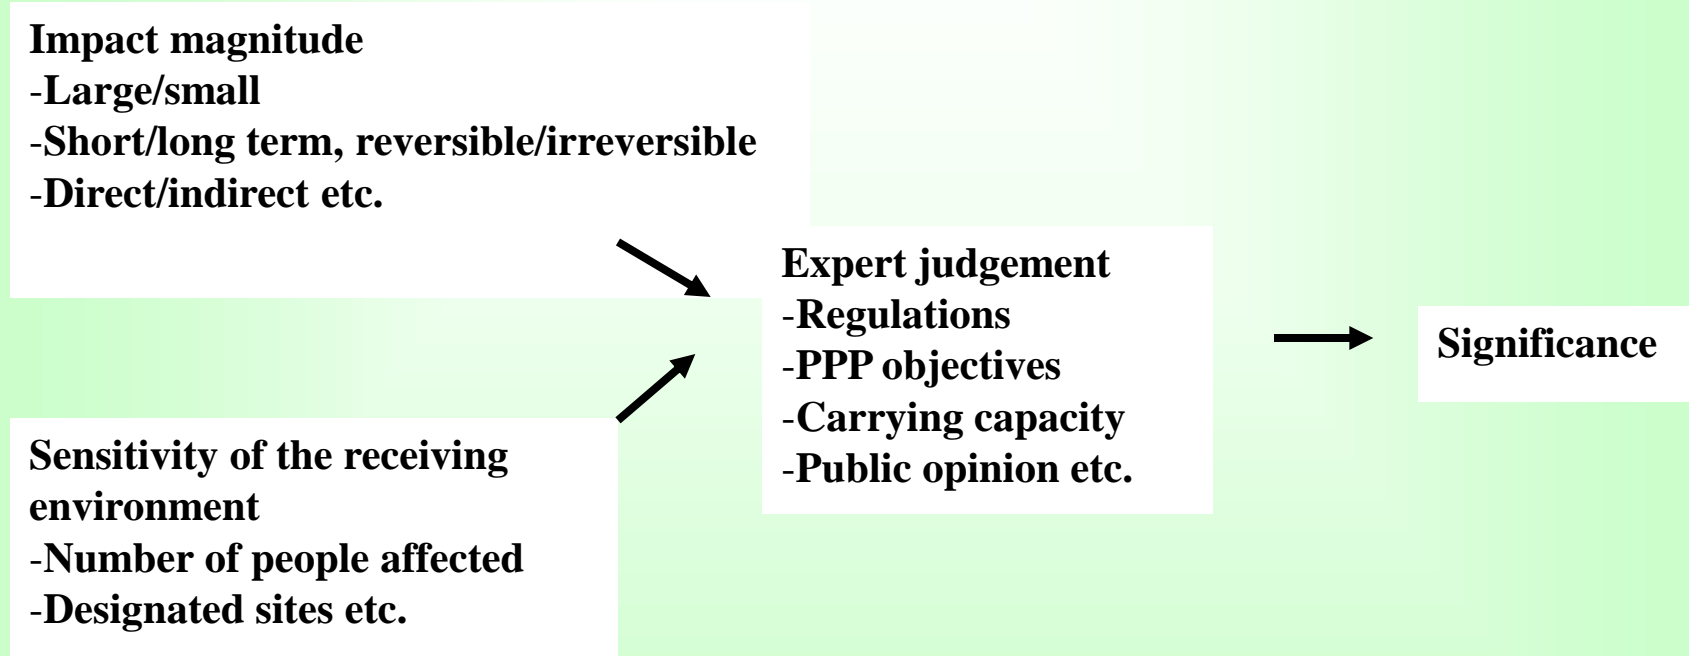 Impact magnitude
-Large/small
-Short/long term, reversible/irreversible
-Direct/indirect etc.
Sensitivity of the receiving
environment
-Number of people affected
-Designated sites etc.
Expert judgement
-Regulations
-PPP objectives
-Carrying capacity
-Public opinion etc.
Significance